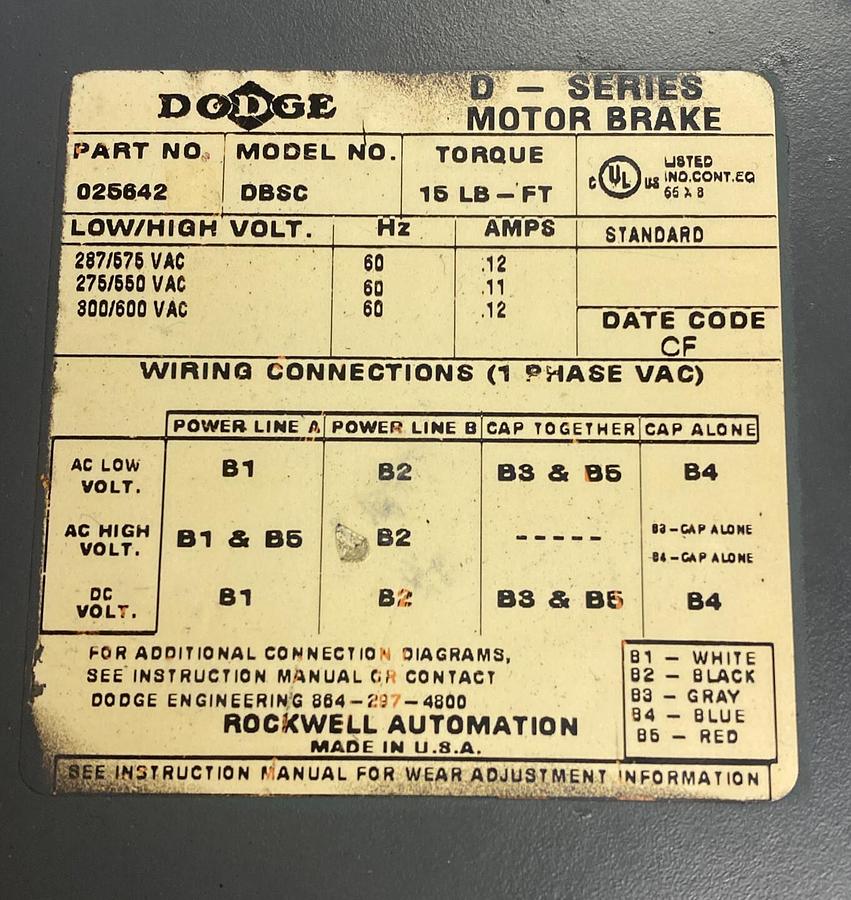 DODGE
D – SERIES
MOTOR BRAKE
PART NO. MODEL NO. TORQUE
025642 DBSC 15 LB–FT
C UL US LISTED
IND.CONT.EQ
66 X 8
LOW/HIGH VOLT. Hz AMPS STANDARD
287/575 VAC 60 .12
275/550 VAC 60 .11
300/600 VAC 60 .12
DATE CODE
CF
WIRING CONNECTIONS (1 PHASE VAC)
POWER LINE A POWER LINE B CAP TOGETHER CAP ALONE
AC LOW VOLT. B1 B2 B3 & B5 B4
AC HIGH VOLT. B1 & B5 B2 ----- B3–CAP ALONE
B4–CAP ALONE
DC VOLT. B1 B2 B3 & B5 B4
FOR ADDITIONAL CONNECTION DIAGRAMS,
SEE INSTRUCTION MANUAL OR CONTACT
DODGE ENGINEERING 864–297–4800
ROCKWELL AUTOMATION
MADE IN U.S.A.
B1 – WHITE
B2 – BLACK
B3 – GRAY
B4 – BLUE
B5 – RED
SEE INSTRUCTION MANUAL FOR WEAR ADJUSTMENT INFORMATION